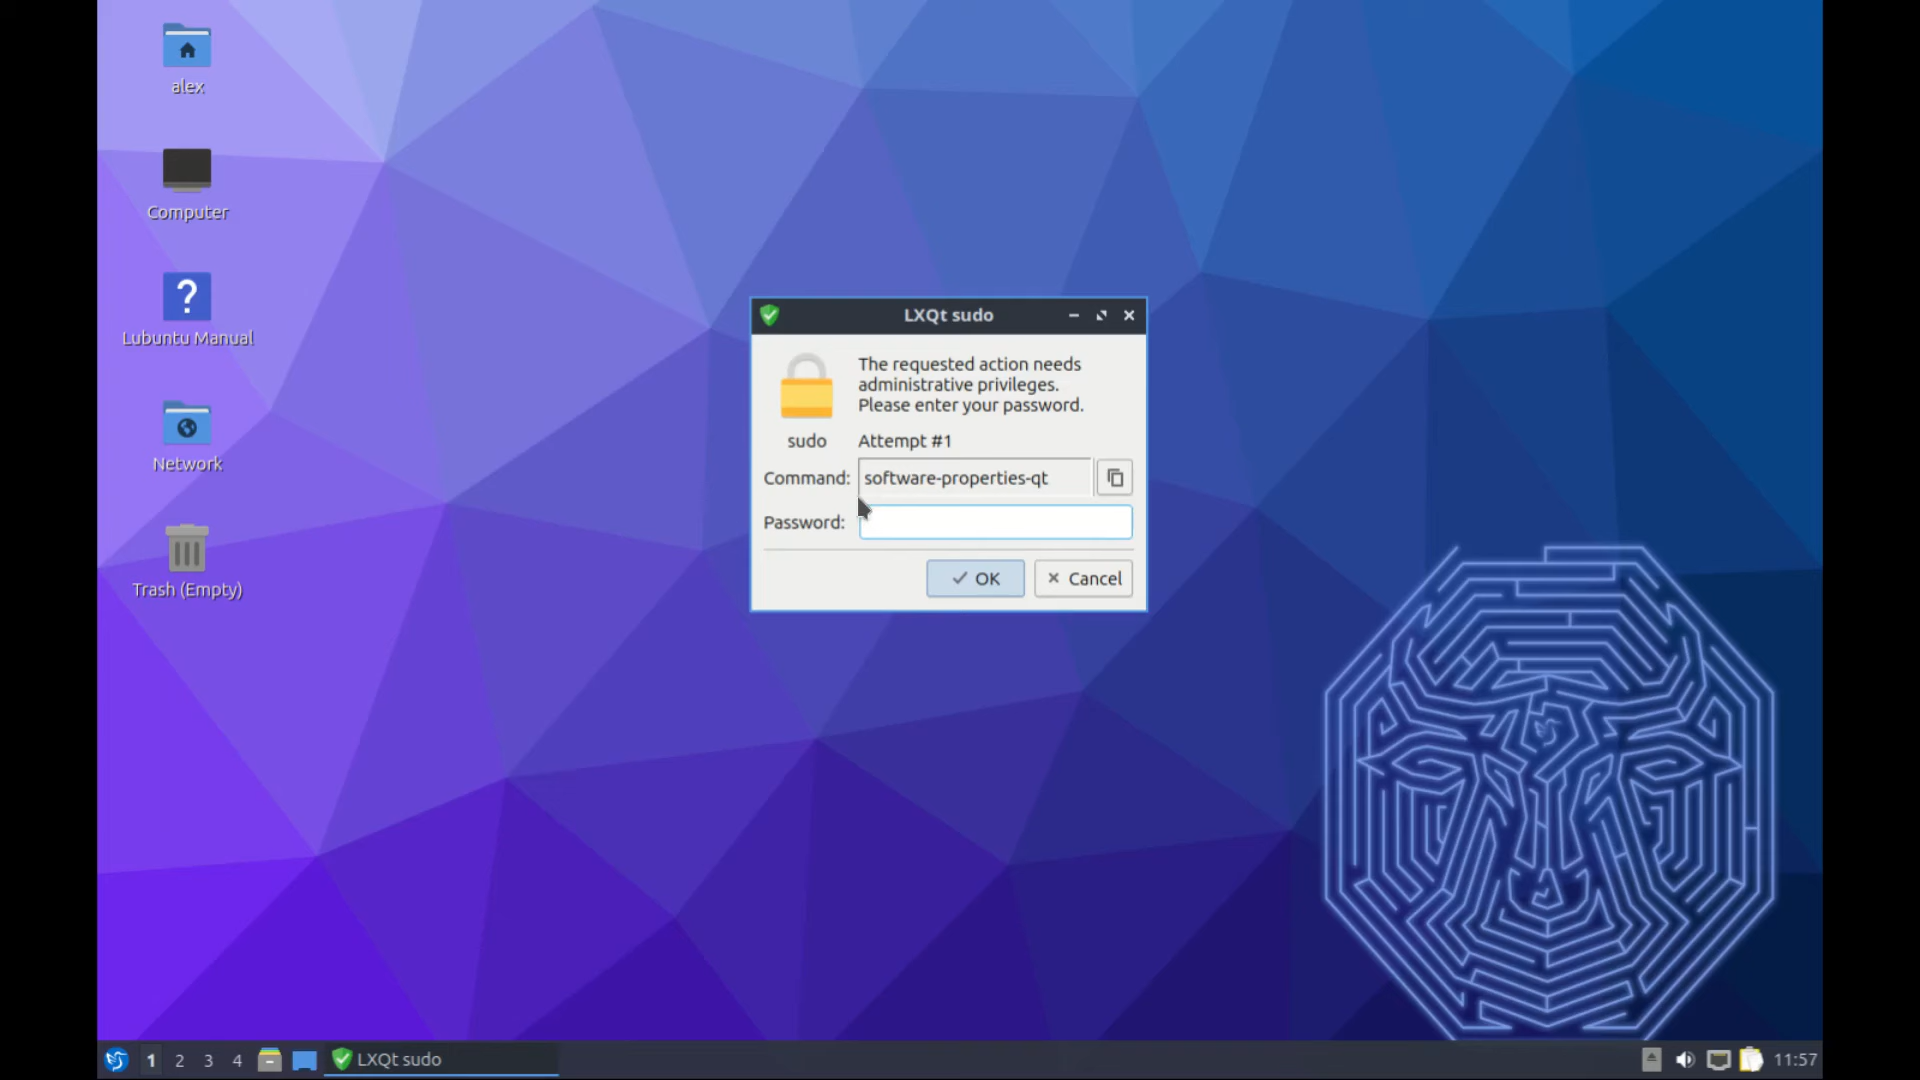 alex
Computer
?
Lubuntu Manual
Network
Trash (Empty)
LXQt sudo
The requested action needs
administrative privileges.
Please enter your password.
sudo
Attempt #1
Command: software-properties-qt
Password:
OK
Cancel
1 2 3 4
LXQt sudo
11:57